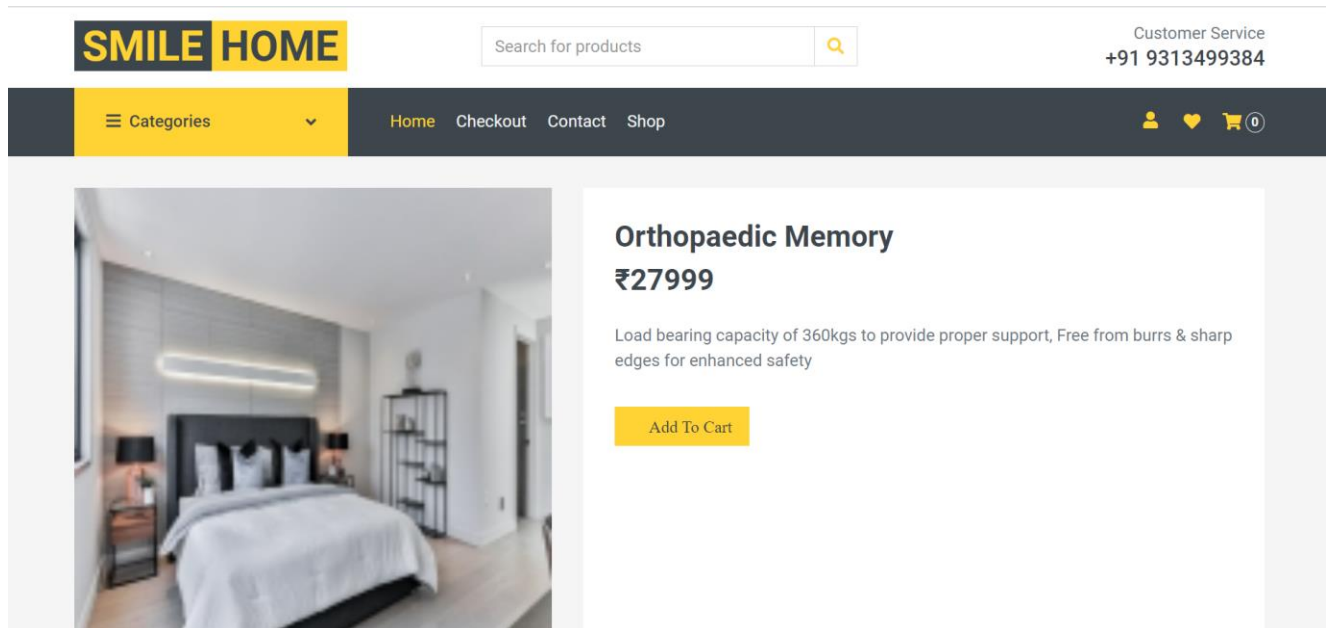 SMILE HOME
Search for products
Customer Service
+91 9313499384
Categories
Home Checkout Contact Shop
0
Orthopaedic Memory
₹27999
Load bearing capacity of 360kgs to provide proper support, Free from burrs & sharp
edges for enhanced safety
Add To Cart